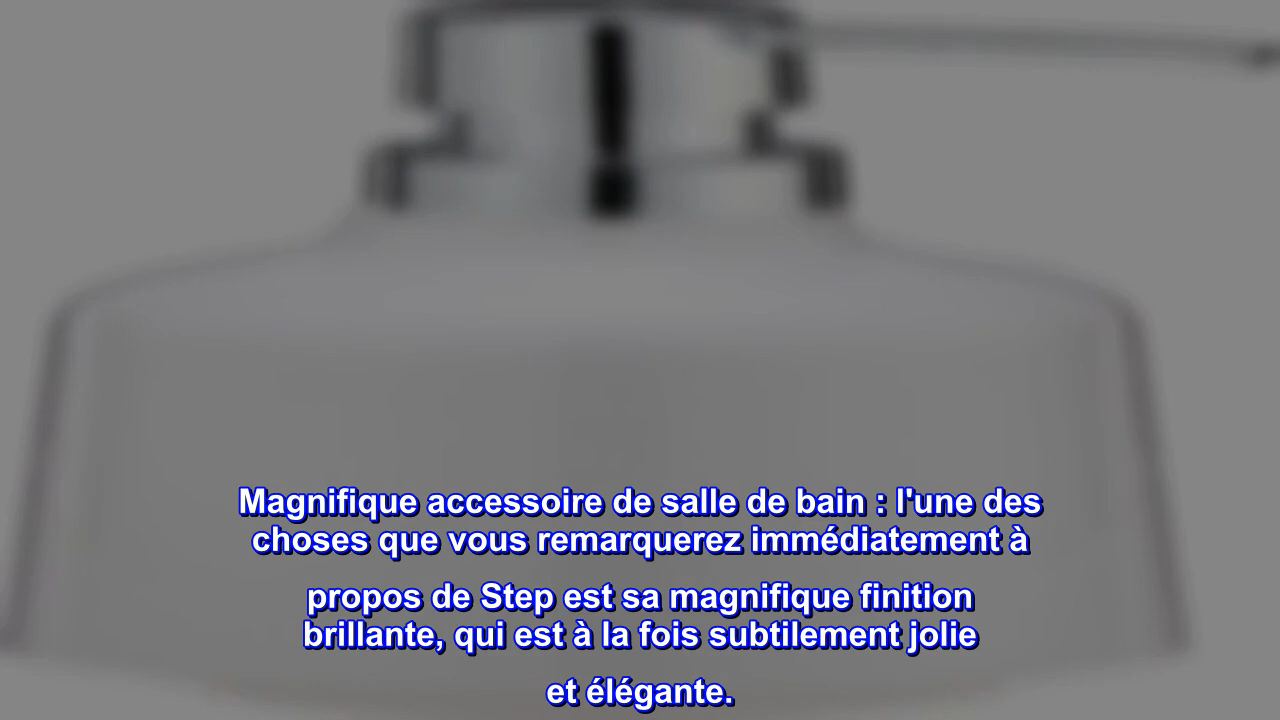 Magnifique accessoire de salle de bain : l'une des
choses que vous remarquerez immédiatement à
propos de Step est sa magnifique finition
brillante, qui est à la fois subtilement jolie
et élégante.